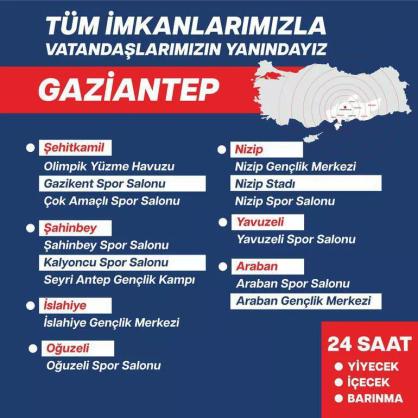 TÜM İMKANLARIMIZLA
VATANDAŞLARIMIZIN YANINDAYIZ
GAZİANTEP
Şehitkamil
Olimpik Yüzme Havuzu
Gazikent Spor Salonu
Çok Amaçlı Spor Salonu
Şahinbey
Şahinbey Spor Salonu
Kalyoncu Spor Salonu
Seyri Antep Gençlik Kampı
İslahiye
İslahiye Gençlik Merkezi
Oğuzeli
Oğuzeli Spor Salonu
Nizip
Nizip Gençlik Merkezi
Nizip Stadı
Nizip Spor Salonu
Yavuzeli
Yavuzeli Spor Salonu
Araban
Araban Spor Salonu
Araban Gençlik Merkezi
24 SAAT
YİYECEK
İÇECEK
BARINMA